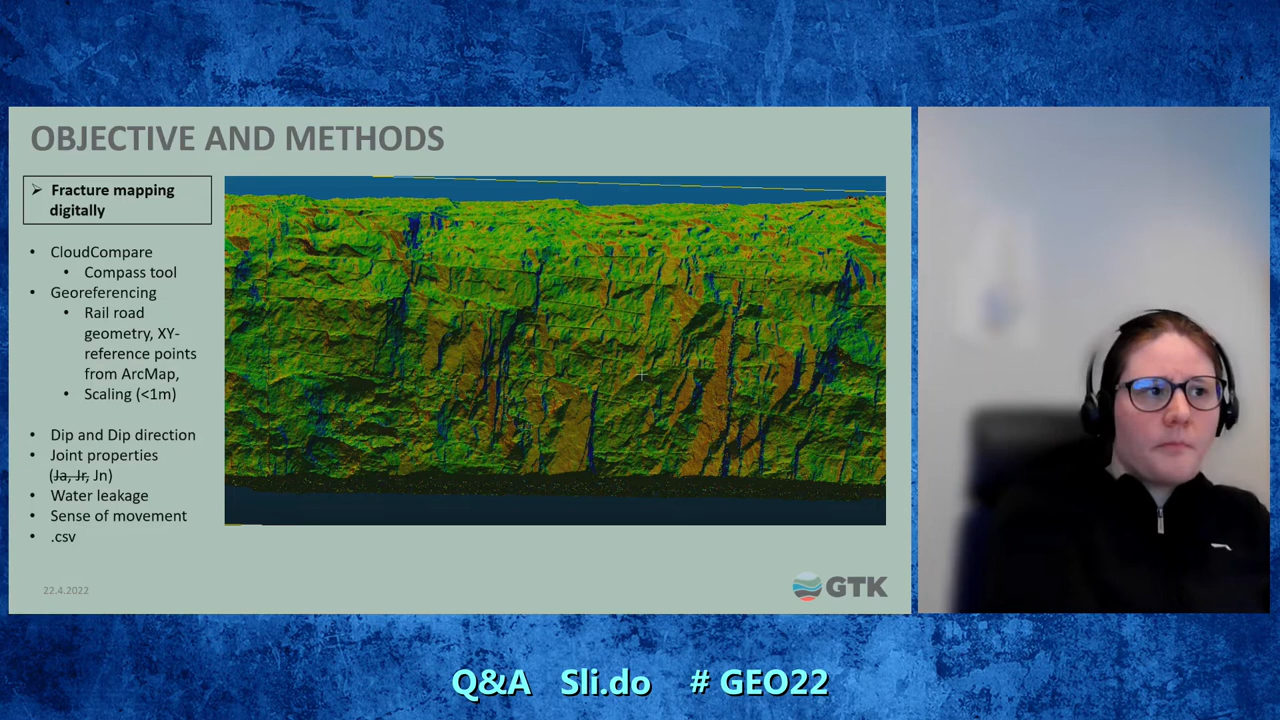 OBJECTIVE AND METHODS
➢ Fracture mapping
digitally
• CloudCompare
• Compass tool
• Georeferencing
• Rail road
geometry, XY-
reference points
from ArcMap,
• Scaling (<1m)
• Dip and Dip direction
• Joint properties
(Ja, Jr, Jn)
• Water leakage
• Sense of movement
• .csv
22.4.2022
GTK
Q&A Sli.do # GEO22